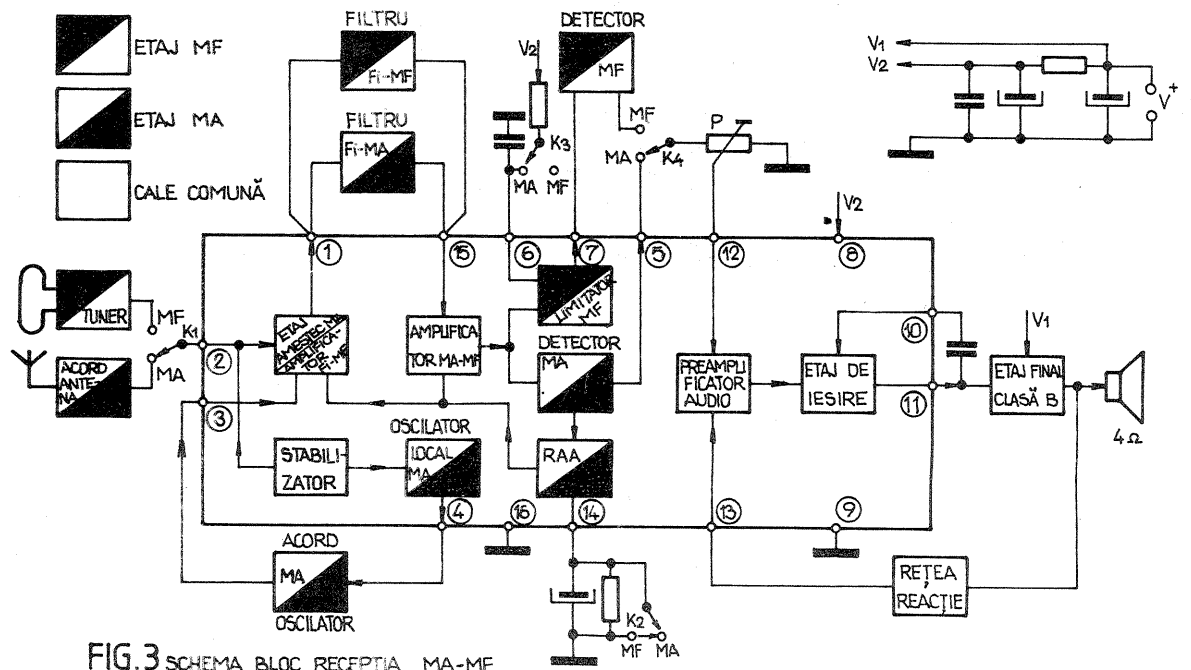 ETAJ MF
ETAJ MA
CALE COMUNĂ
FILTRU
Fi-MF
FILTRU
Fi-MA
V2
K3
MA MF
DETECTOR
MF
MF
MA
K4
P
V1
V2
V+
1
15
6
7
5
12
8
V2
TUNER
MF
K1
MA
ACORD
ANTE-
NA
2
3
ETAJ
AMESTEC MA
AMPLIFICA-
TOR
Fi-MF
AMPLIFICA
TOR MA-MF
LIMITATOR
MF
DETECTOR
MA
PREAMPLI
FICATOR
AUDIO
ETAJ DE
IESIRE
10
11
V1
ETAJ FINAL
CLASĂ B
4Ω
STABILI-
ZATOR
OSCILATOR
LOCAL
MA
RAA
4
16
14
13
9
ACORD
MA
OSCILATOR
K2
MF MA
REȚEA
REACȚIE
FIG.3 SCHEMA BLOC RECEPȚIA MA-MF